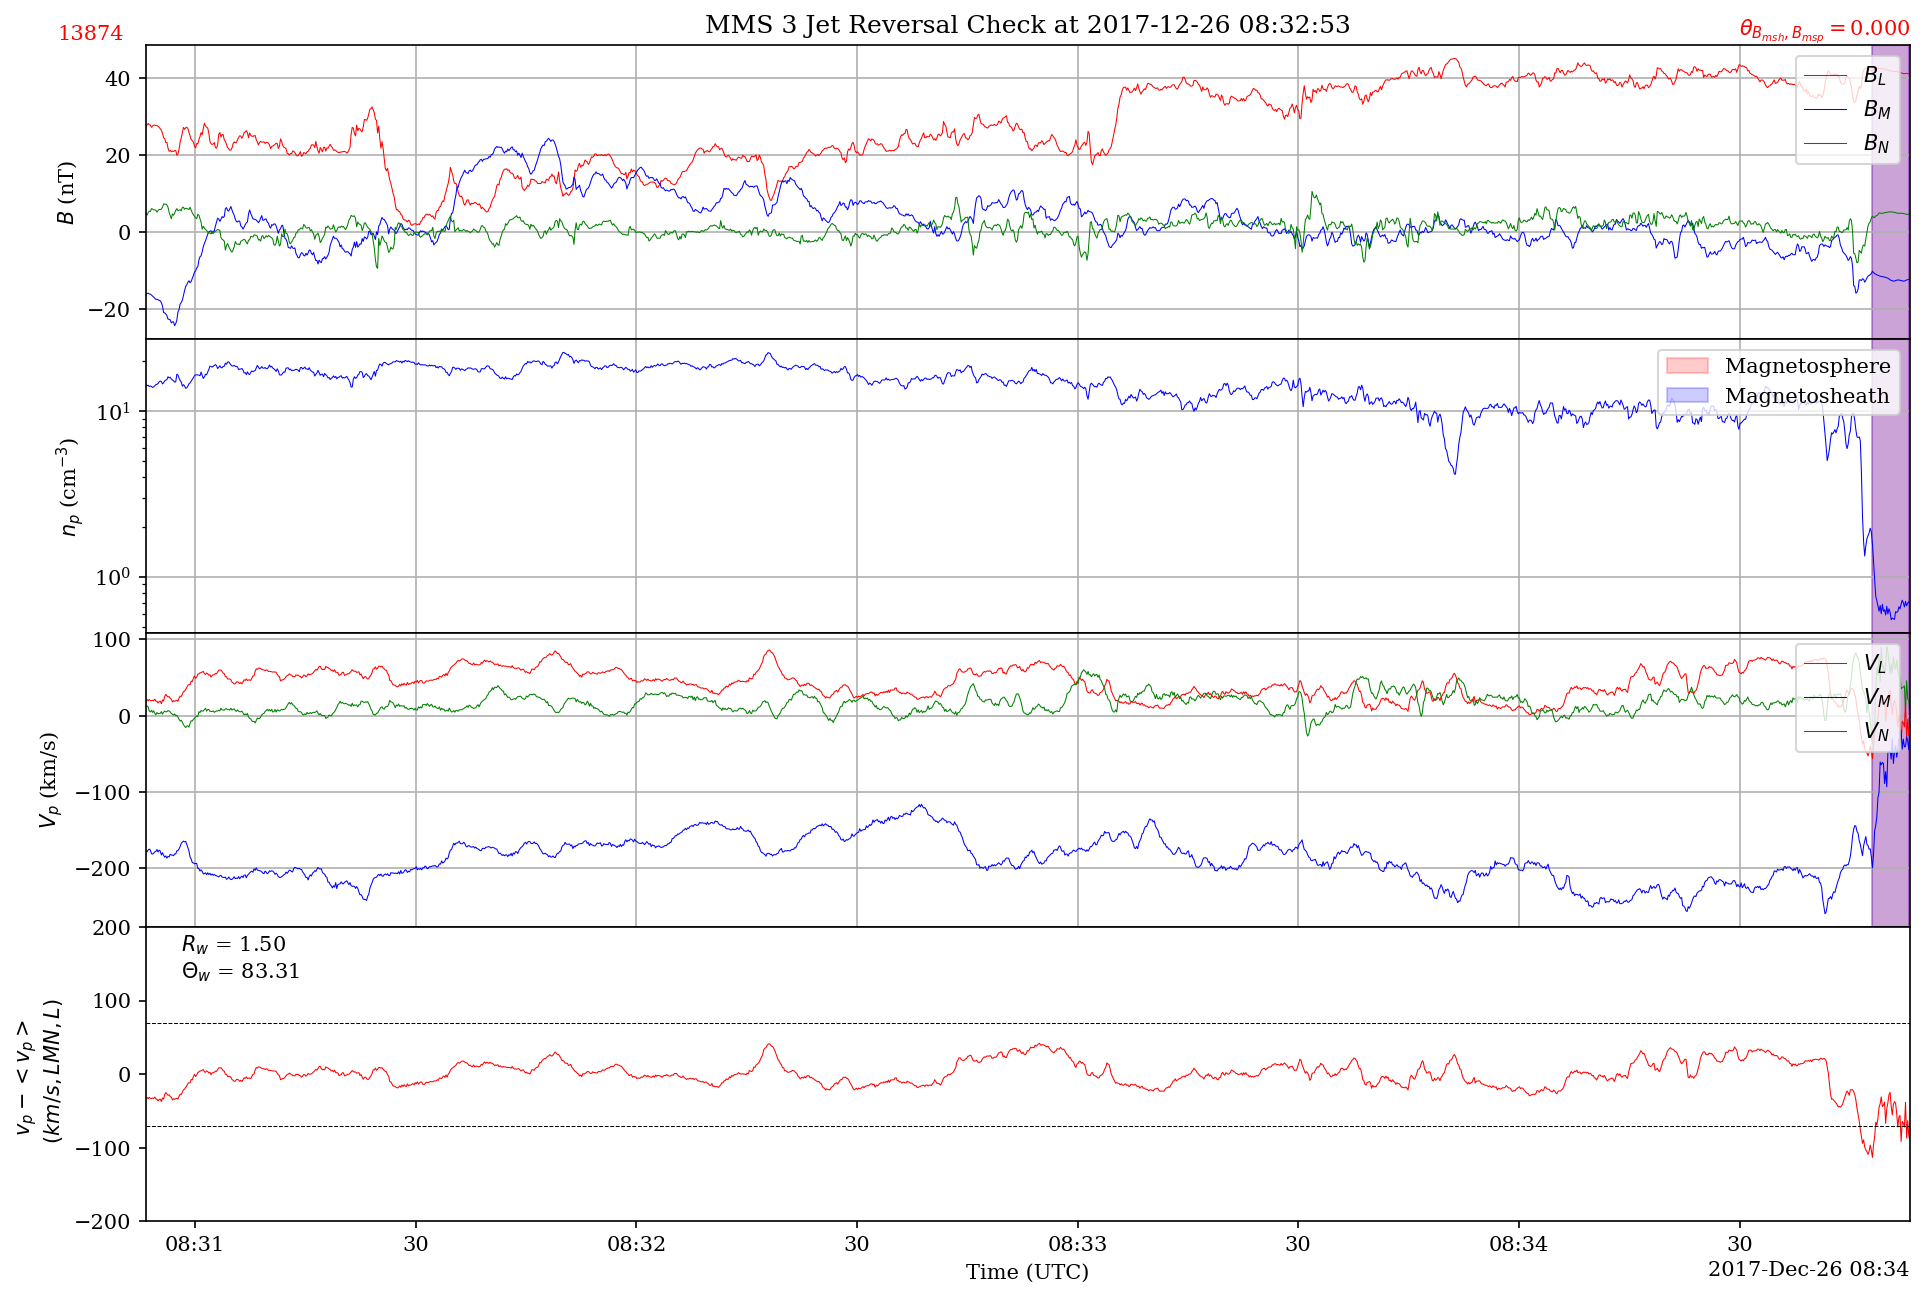 MMS 3 Jet Reversal Check at 2017-12-26 08:32:53
13874
θ_{B_{msh}, B_{msp}} = 0.000
B (nT)
40
20
0
−20
B_L
B_M
B_N
n_p (cm^{−3})
10^1
10^0
Magnetosphere
Magnetosheath
V_p (km/s)
100
0
−100
−200
V_L
V_M
V_N
v_p − < v_p >
(km/s, LMN, L)
200
100
0
−100
−200
R_w = 1.50
Θ_w = 83.31
08:31 30 08:32 30 08:33 30 08:34 30
Time (UTC)
2017-Dec-26 08:34